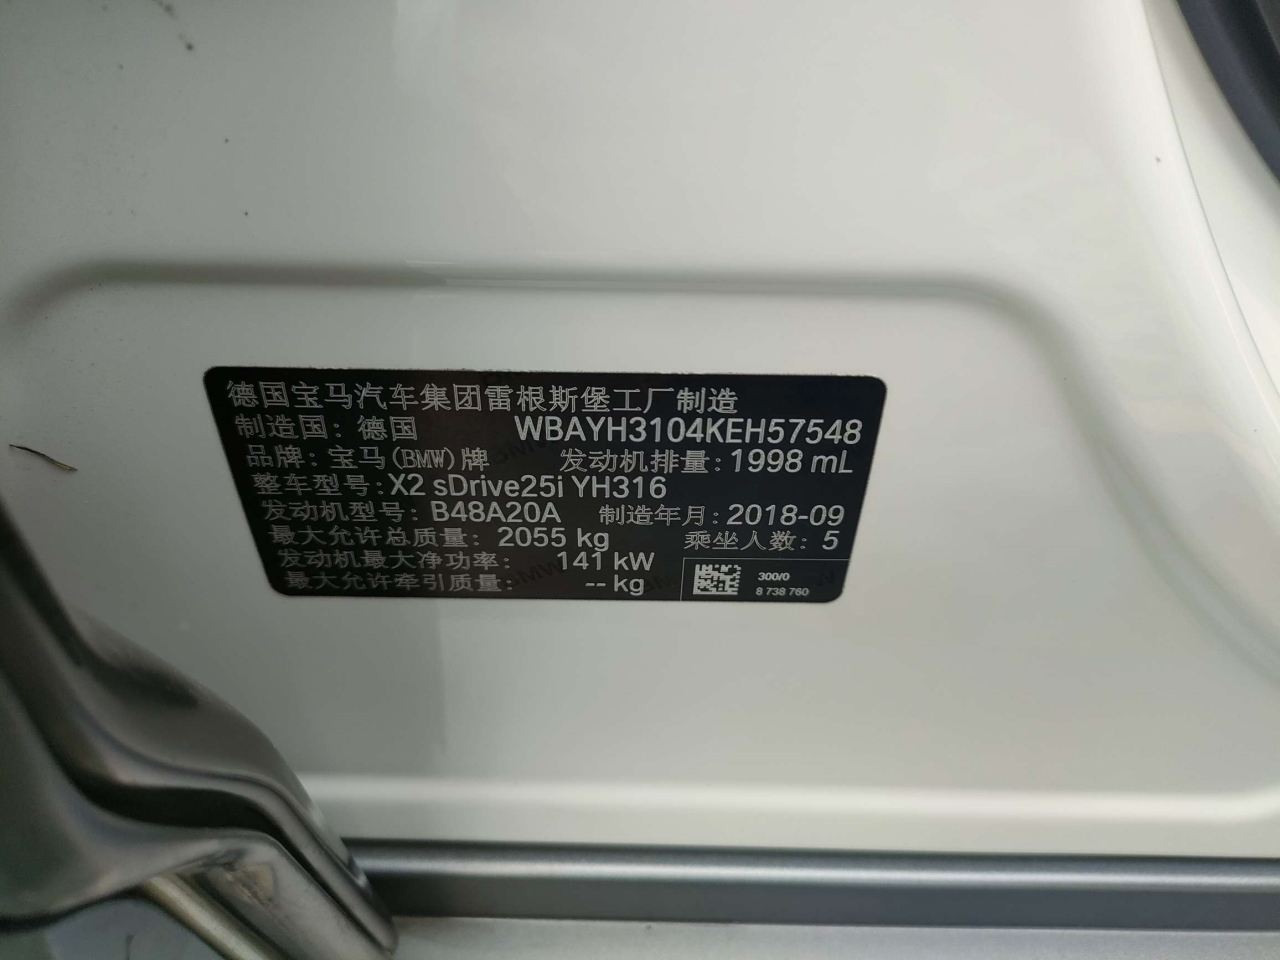 德国宝马汽车集团雷根斯堡工厂制造
制造国: 德国 WBAYH3104KEH57548
品牌: 宝马(BMW)牌 发动机排量: 1998 mL
整车型号: X2 sDrive25i YH316
发动机型号: B48A20A 制造年月: 2018-09
最大允许总质量: 2055 kg 乘坐人数: 5
发动机最大净功率: 141 kW
最大允许牵引质量: -- kg
300/0
8 738 760